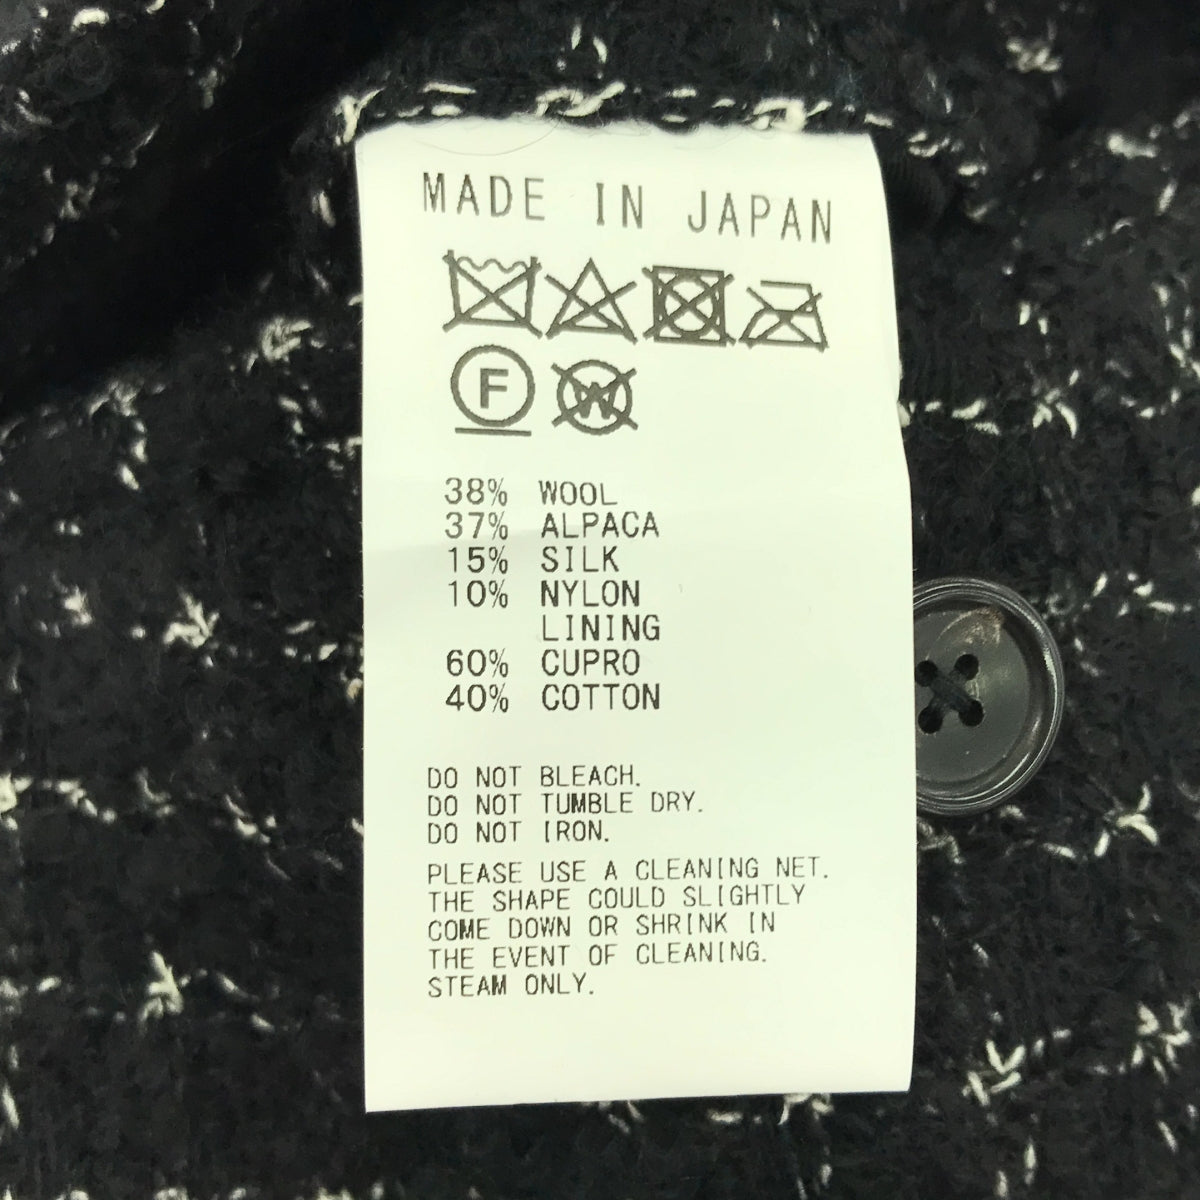 MADE IN JAPAN
F W
38% WOOL
37% ALPACA
15% SILK
10% NYLON
LINING
60% CUPRO
40% COTTON
DO NOT BLEACH.
DO NOT TUMBLE DRY.
DO NOT IRON.
PLEASE USE A CLEANING NET.
THE SHAPE COULD SLIGHTLY
COME DOWN OR SHRINK IN
THE EVENT OF CLEANING.
STEAM ONLY.